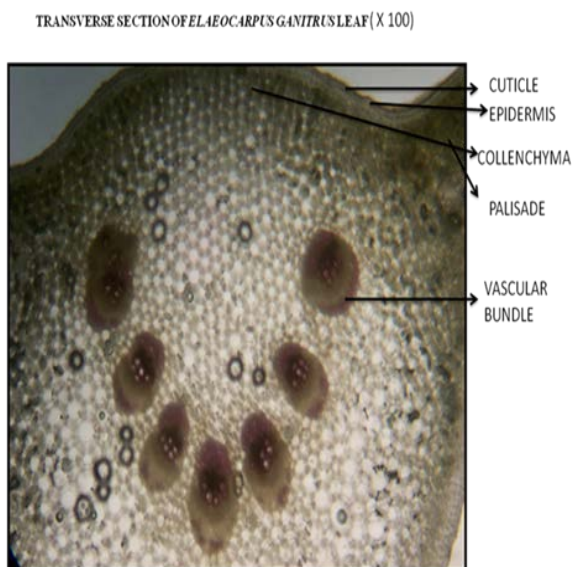 TRANSVERSE SECTION OF ELAEOCARPUS GANITRUS LEAF ( X 100)
CUTICLE
EPIDERMIS
COLLENCHYMA
PALISADE
VASCULAR
BUNDLE